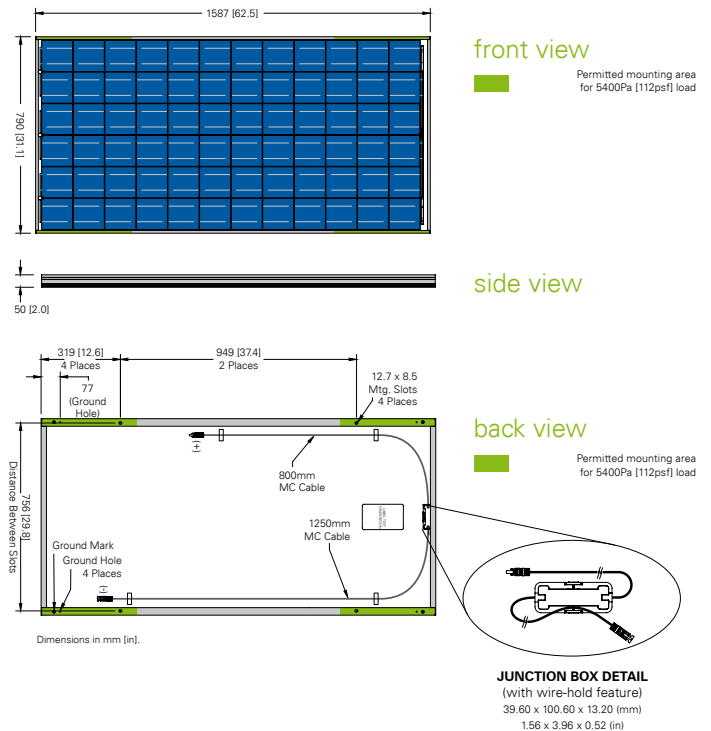 1587 [62.5]
front view
Permitted mounting area
for 5400Pa [112psf] load
790 [31.1]
side view
50 [2.0]
319 [12.6]
4 Places
949 [37.4]
2 Places
77
(Ground
Hole)
12.7 x 8.5
Mtg. Slots
4 Places
back view
Permitted mounting area
for 5400Pa [112psf] load
(+)
800mm
MC Cable
756 [29.8]
Distance Between Slots
1250mm
MC Cable
Ground Mark
Ground Hole
4 Places
(-)
Dimensions in mm [in].
JUNCTION BOX DETAIL
(with wire-hold feature)
39.60 x 100.60 x 13.20 (mm)
1.56 x 3.96 x 0.52 (in)